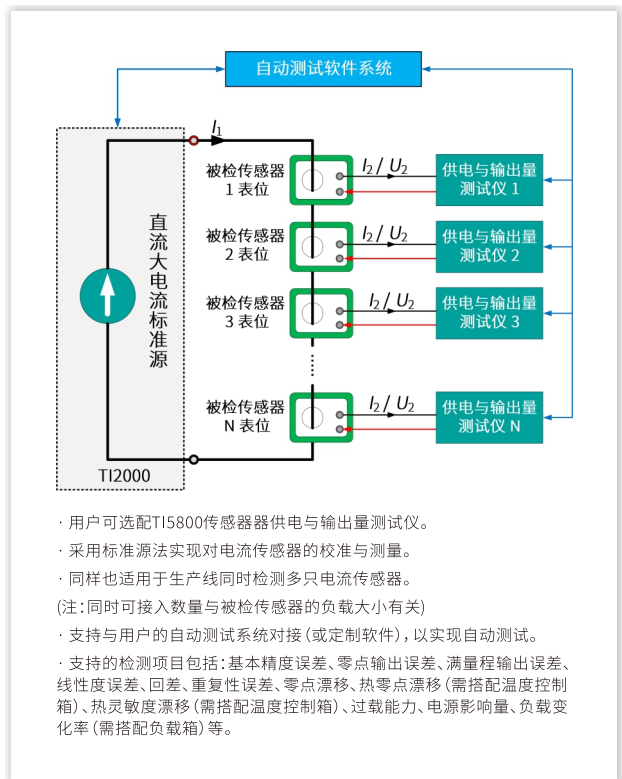 自动测试软件系统
I1
被检传感器
1 表位
I2 / U2
供电与输出量
测试仪 1
被检传感器
2 表位
I2 / U2
供电与输出量
测试仪 2
直流大电流标准源
被检传感器
3 表位
I2 / U2
供电与输出量
测试仪 3
被检传感器
N 表位
I2 / U2
供电与输出量
测试仪 N
TI2000
· 用户可选配TI5800传感器器供电与输出量测试仪。
· 采用标准源法实现对电流传感器的校准与测量。
· 同样也适用于生产线同时检测多只电流传感器。
(注：同时可接入数量与被检传感器的负载大小有关)
· 支持与用户的自动测试系统对接（或定制软件），以实现自动测试。
· 支持的检测项目包括：基本精度误差、零点输出误差、满量程输出误差、
线性度误差、回差、重复性误差、零点漂移、热零点漂移（需搭配温度控制
箱）、热灵敏度漂移（需搭配温度控制箱）、过载能力、电源影响量、负载变
化率（需搭配负载箱）等。